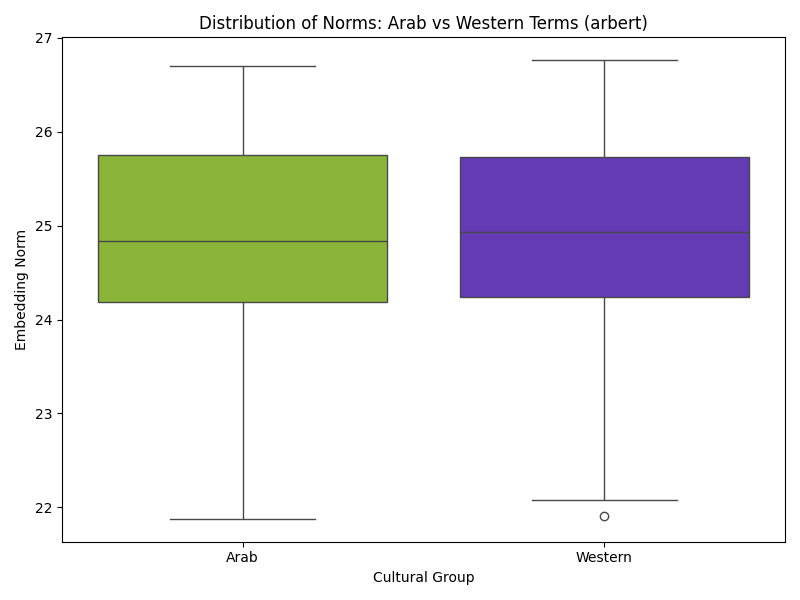 Distribution of Norms: Arab vs Western Terms (arbert)
27
26
25
24
23
22
Embedding Norm
Arab
Western
Cultural Group